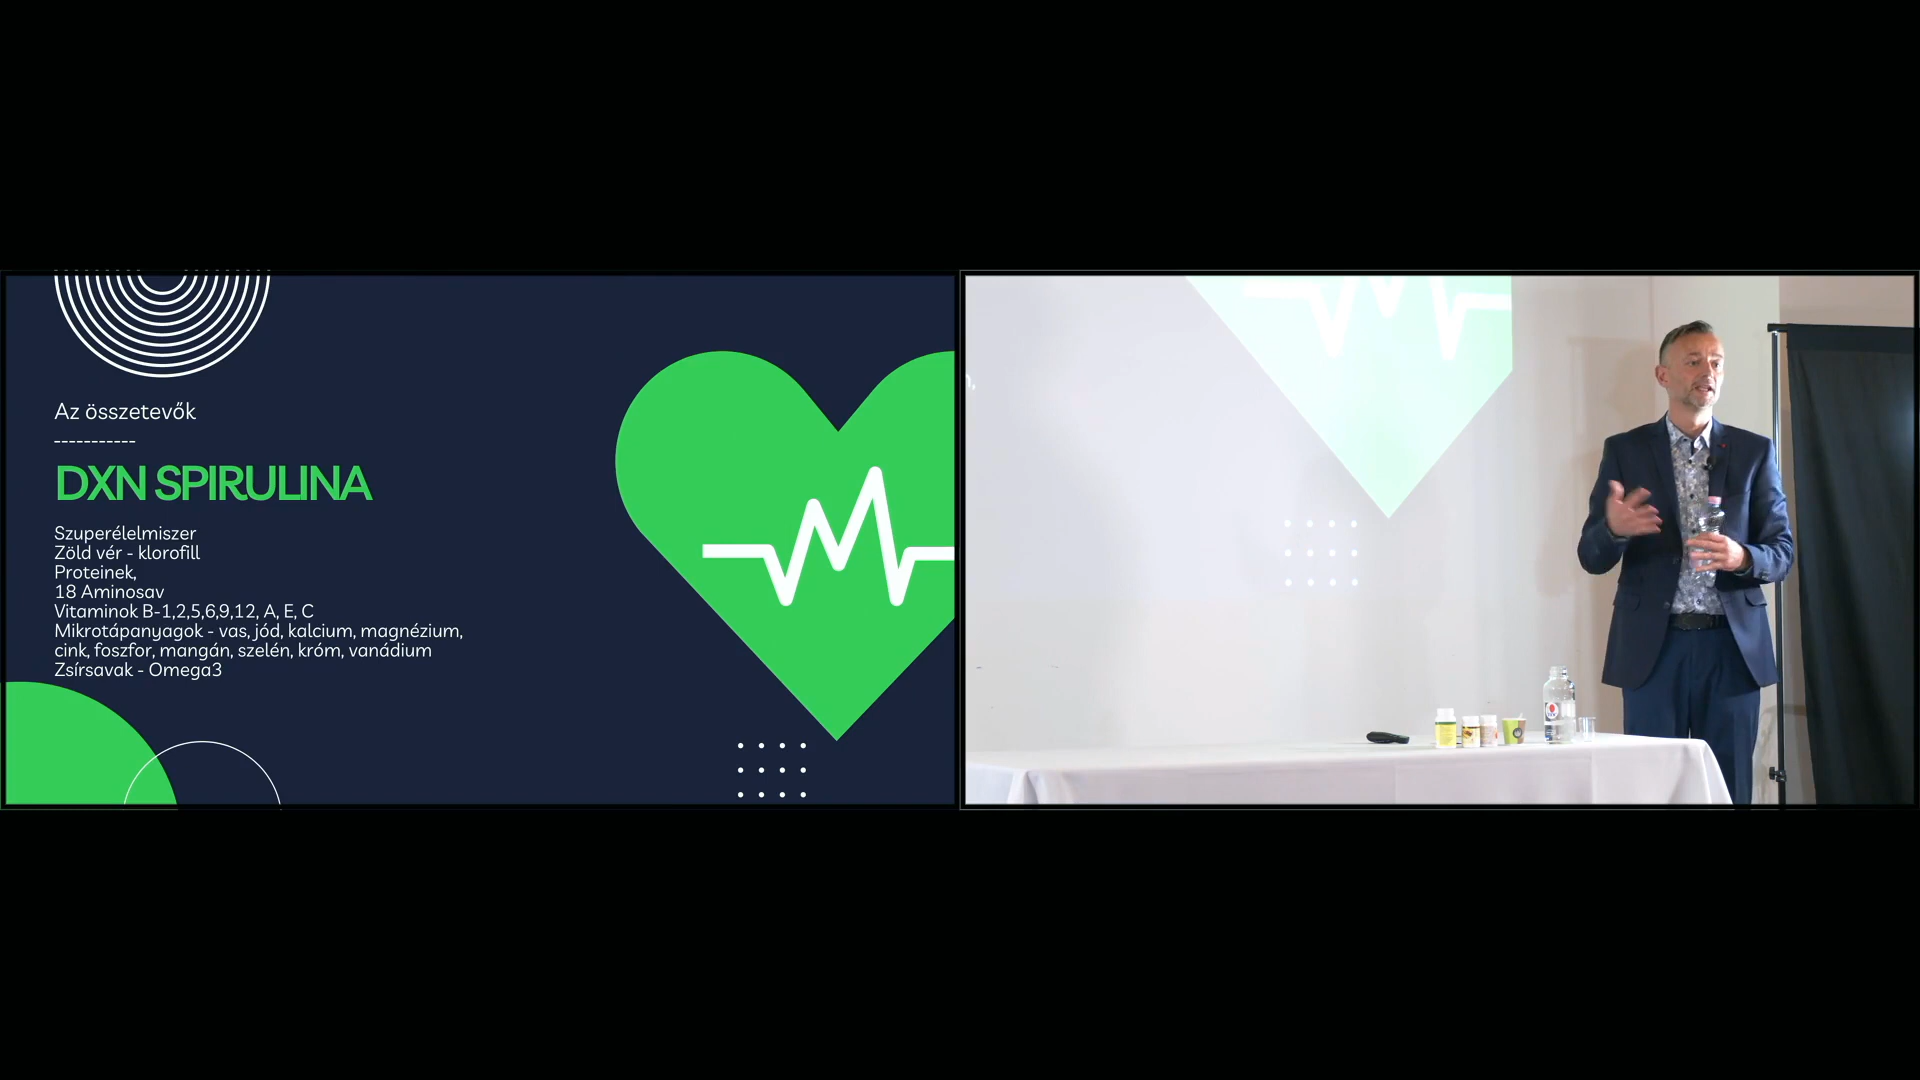 Az összetevők
-----------
DXN SPIRULINA
Szuperélelmiszer
Zöld vér - klorofill
Proteinek,
18 Aminosav
Vitaminok B-1,2,5,6,9,12, A, E, C
Mikrotápanyagok - vas, jód, kalcium, magnézium,
cink, foszfor, mangán, szelén, króm, vanádium
Zsírsavak - Omega3